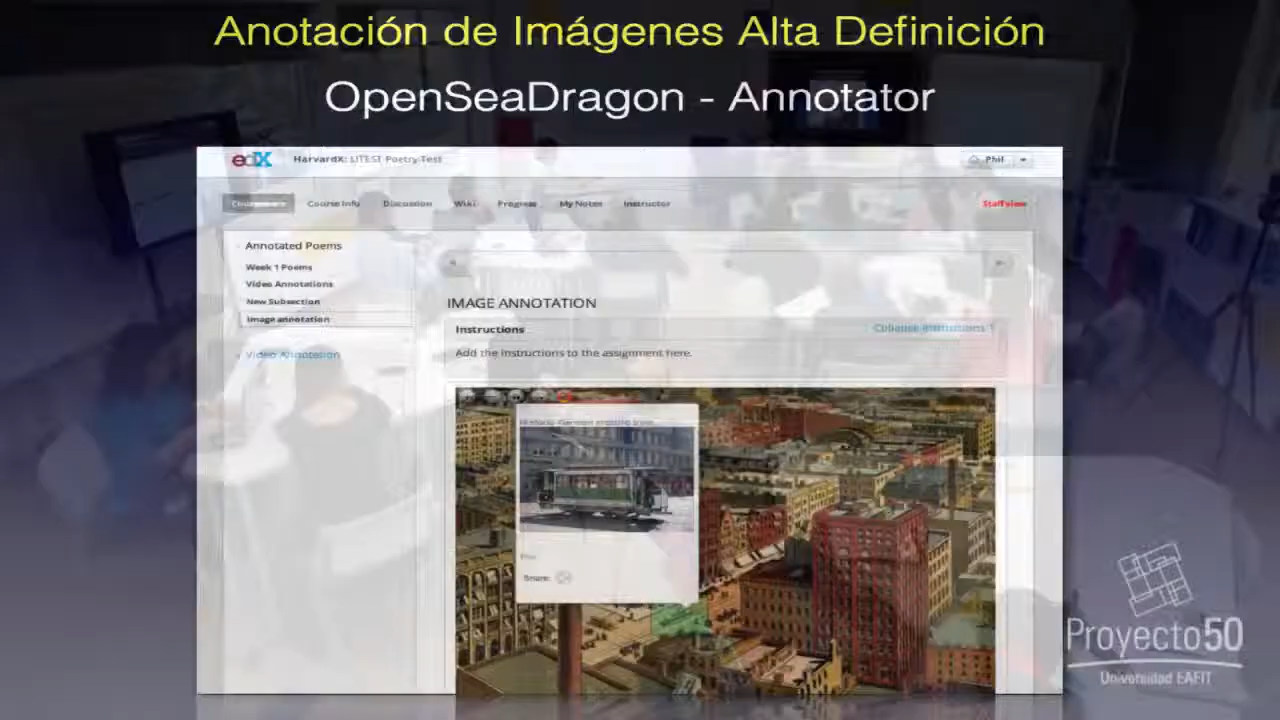 Anotación de Imágenes Alta Definición
OpenSeaDragon - Annotator
edX
HarvardX: LITES1 Poetry Test
Phil
Courseware
Course Info
Discussion
Wiki
Progress
My Notes
Instructor
Staff view
Annotated Poems
Week 1 Poems
Video Annotations
New Subsection
Image annotation
Video Annotation
IMAGE ANNOTATION
Instructions
Collapse Instructions
Add the instructions to the assignment here.
Share:
Proyecto50
Universidad EAFIT